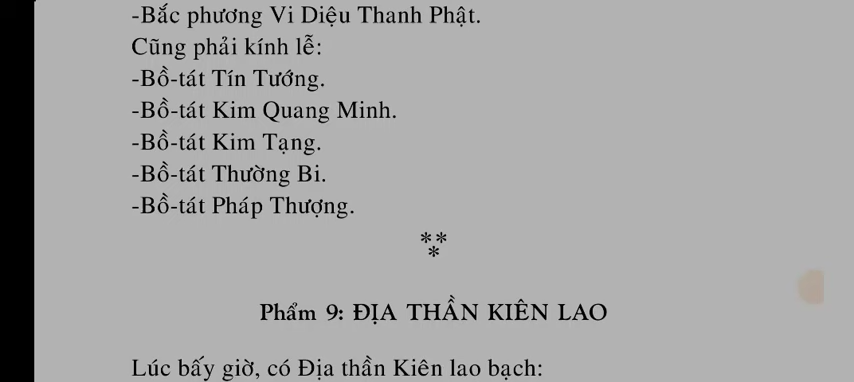 -Bắc phương Vi Diệu Thanh Phật.
Cũng phải kính lễ:
-Bồ-tát Tín Tướng.
-Bồ-tát Kim Quang Minh.
-Bồ-tát Kim Tạng.
-Bồ-tát Thường Bi.
-Bồ-tát Pháp Thượng.
**
*
Phẩm 9: ĐỊA THẦN KIÊN LAO
Lúc bấy giờ, có Địa thần Kiên lao bạch: